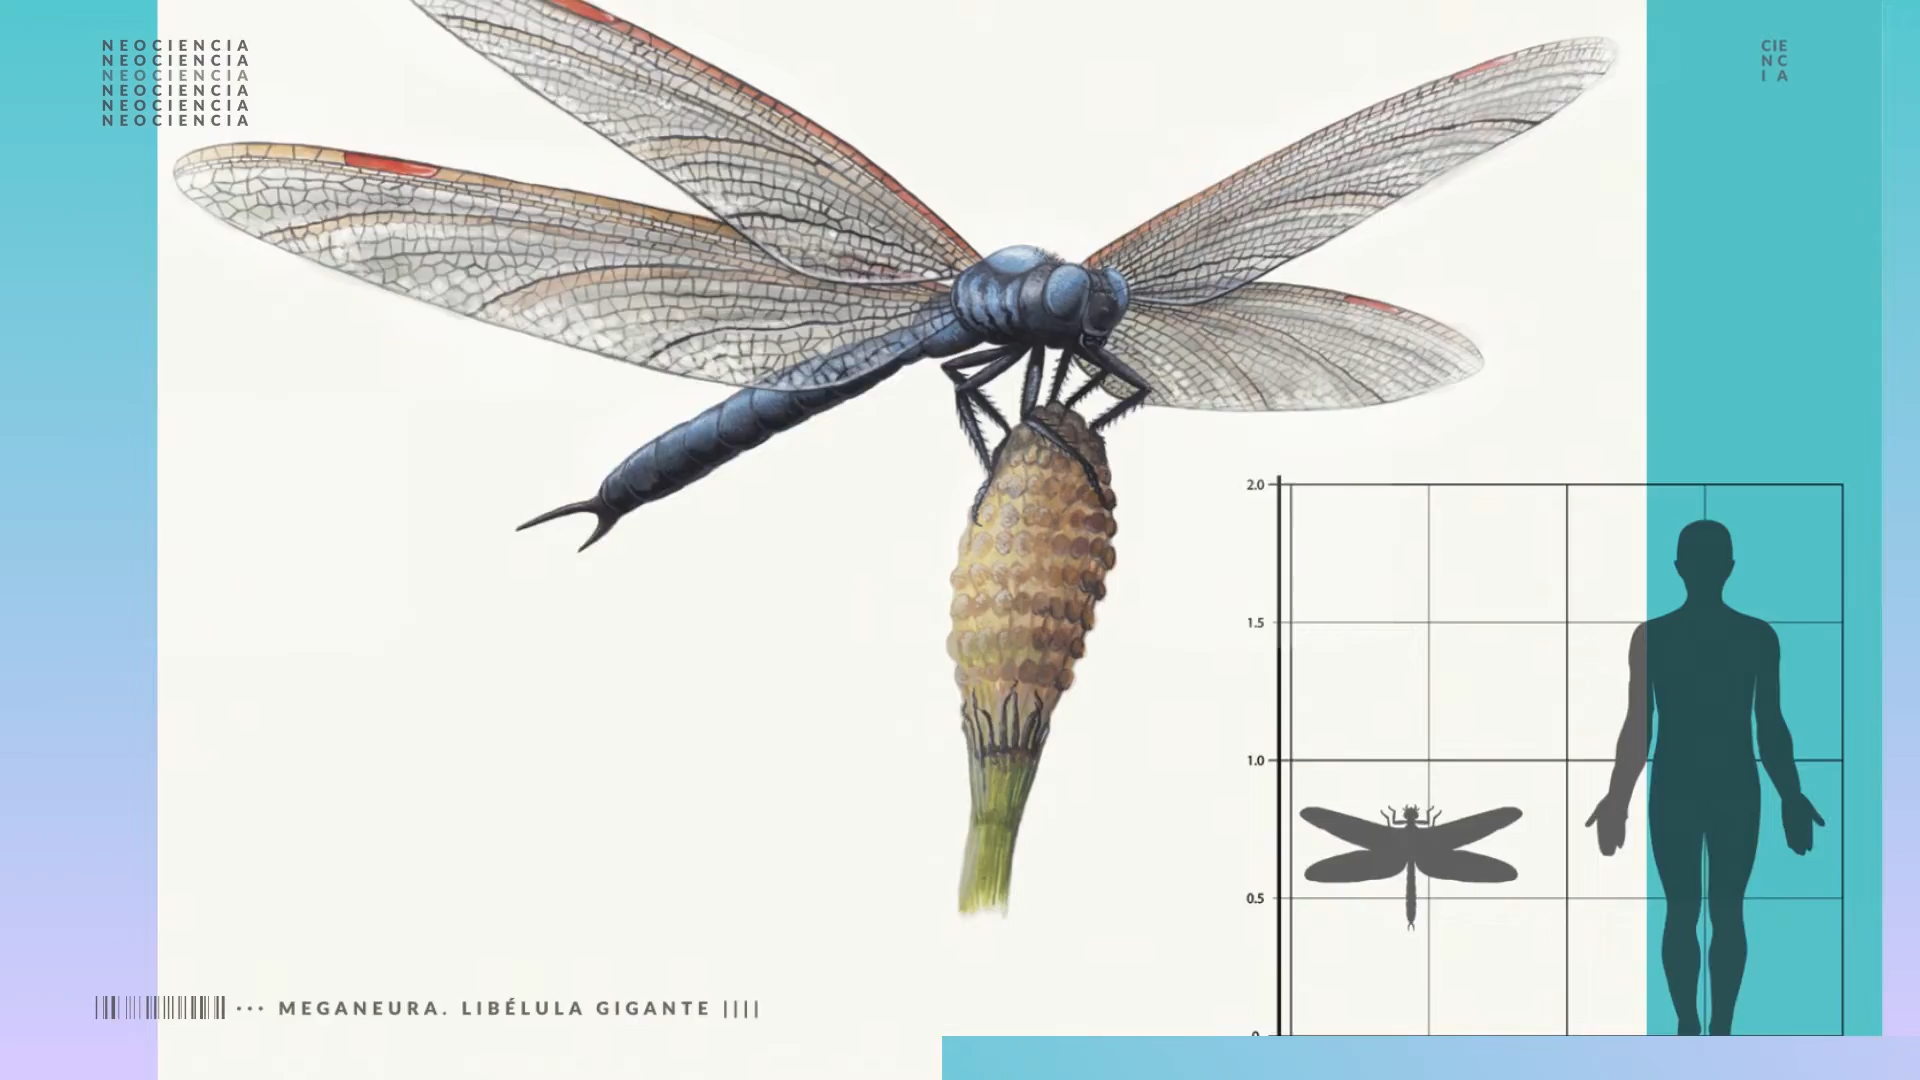 NEOCIENCIA
NEOCIENCIA
NEOCIENCIA
NEOCIENCIA
NEOCIENCIA
NEOCIENCIA
CIE
NC
I A
2.0
1.5
1.0
0.5
0
••• MEGANEURA. LIBÉLULA GIGANTE ||||